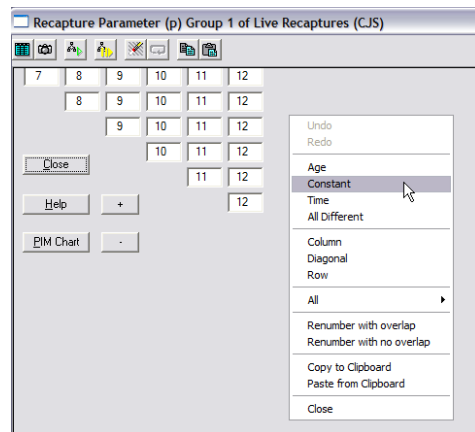 Recapture Parameter (p) Group 1 of Live Recaptures (CJS)
7 8 9 10 11 12
8 9 10 11 12
9 10 11 12
10 11 12
11 12
12
Close
Help +
PIM Chart -
Undo
Redo
Age
Constant
Time
All Different
Column
Diagonal
Row
All
Renumber with overlap
Renumber with no overlap
Copy to Clipboard
Paste from Clipboard
Close